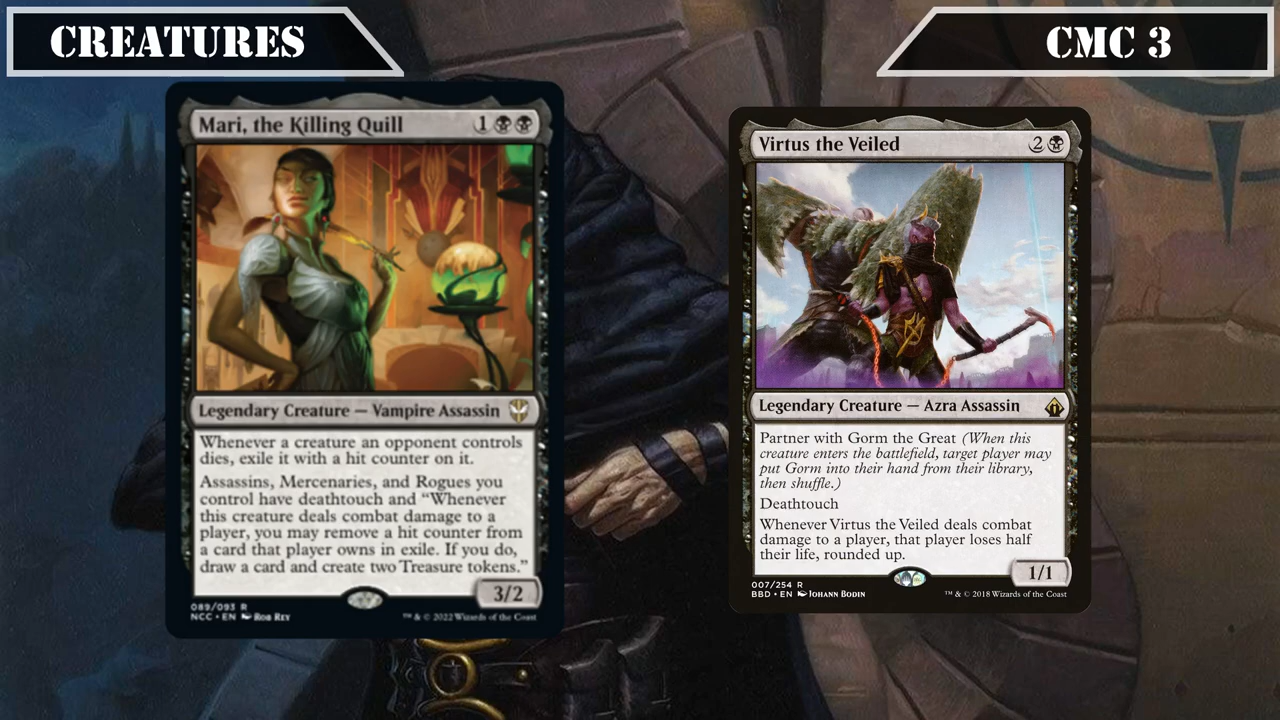 CREATURES
CMC 3
Mari, the Killing Quill 1
Legendary Creature — Vampire Assassin
Whenever a creature an opponent controls
dies, exile it with a hit counter on it.
Assassins, Mercenaries, and Rogues you
control have deathtouch and “Whenever
this creature deals combat damage to a
player, you may remove a hit counter from
a card that player owns in exile. If you do,
draw a card and create two Treasure tokens.”
3/2
089/093 R
NCC • EN Rob Rey
™ & © 2022 Wizards of the Coast
Virtus the Veiled 2
Legendary Creature — Azra Assassin
Partner with Gorm the Great (When this
creature enters the battlefield, target player may
put Gorm into their hand from their library,
then shuffle.)
Deathtouch
Whenever Virtus the Veiled deals combat
damage to a player, that player loses half
their life, rounded up.
1/1
007/254 R
BBD • EN Johann Bodin
™ & © 2018 Wizards of the Coast